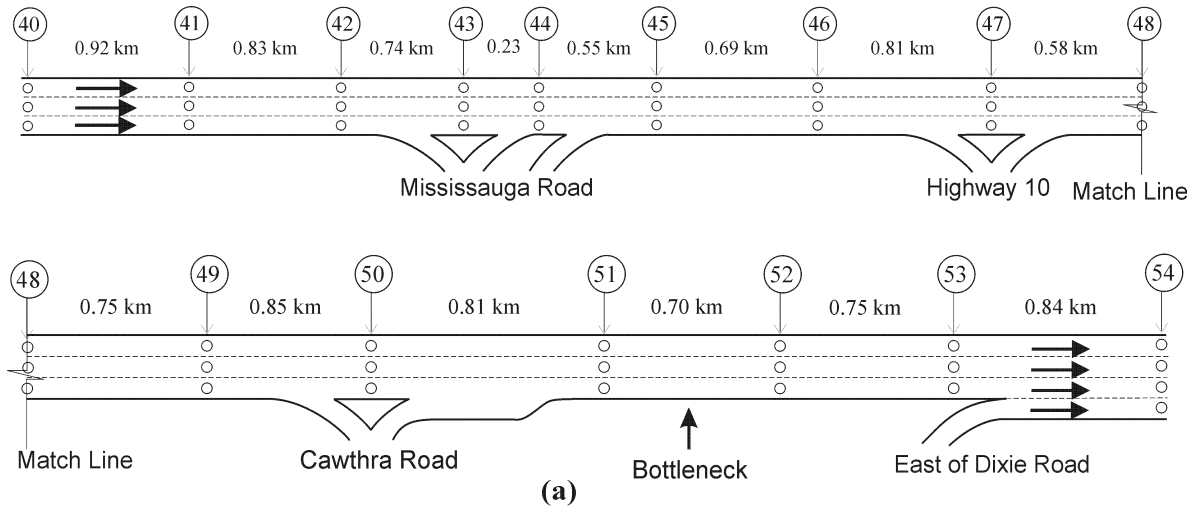 40 41 42 43 44 45 46 47 48
0.92 km 0.83 km 0.74 km 0.23 0.55 km 0.69 km 0.81 km 0.58 km
Mississauga Road Highway 10 Match Line
48 49 50 51 52 53 54
0.75 km 0.85 km 0.81 km 0.70 km 0.75 km 0.84 km
Match Line Cawthra Road Bottleneck East of Dixie Road
(a)